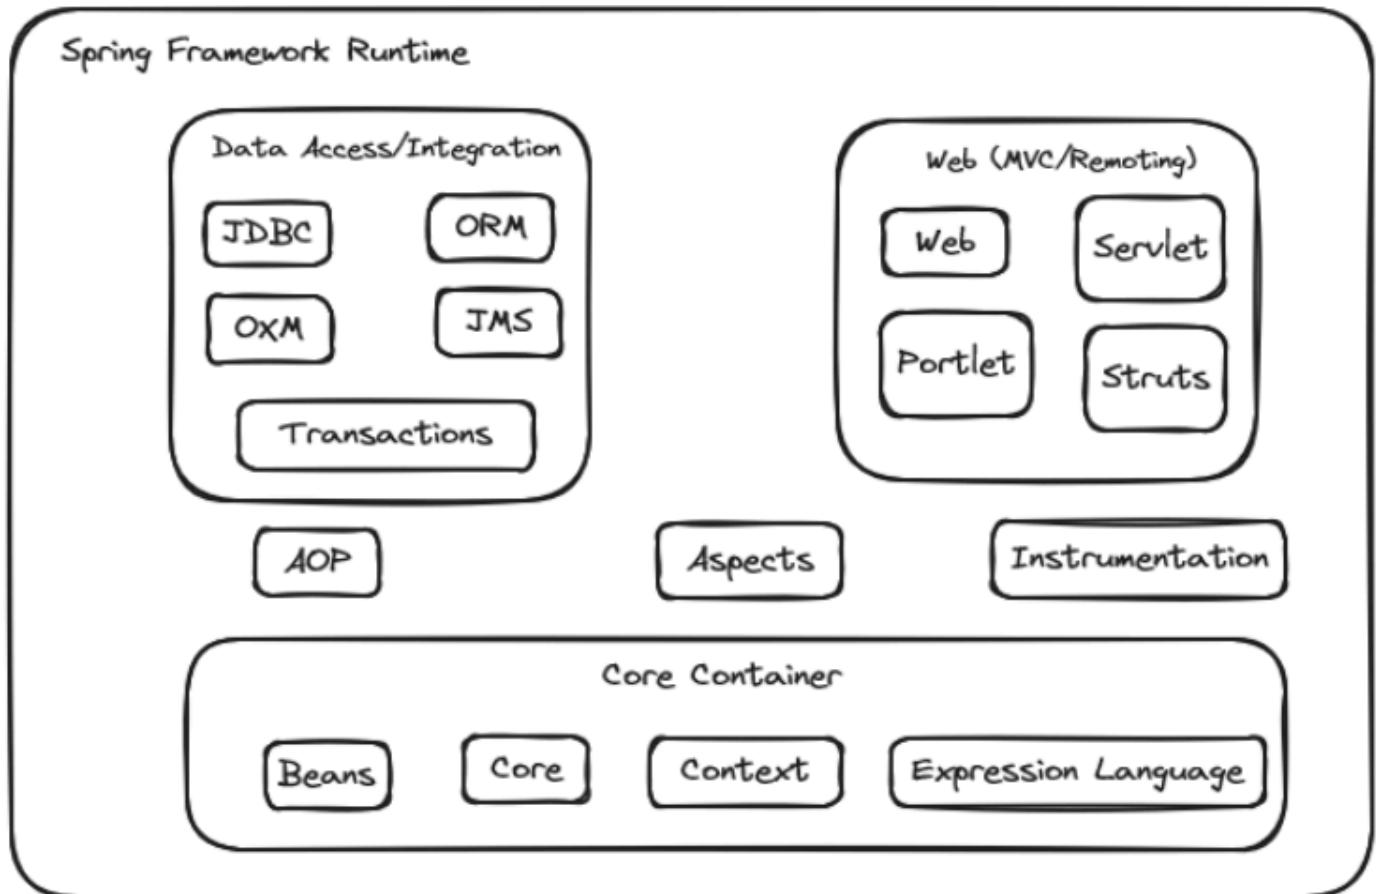 Spring Framework Runtime
Data Access/Integration
JDBC
ORM
OXM
JMS
Transactions
Web (MVC/Remoting)
Web
Servlet
Portlet
Struts
AOP
Aspects
Instrumentation
Core Container
Beans
Core
Context
Expression Language